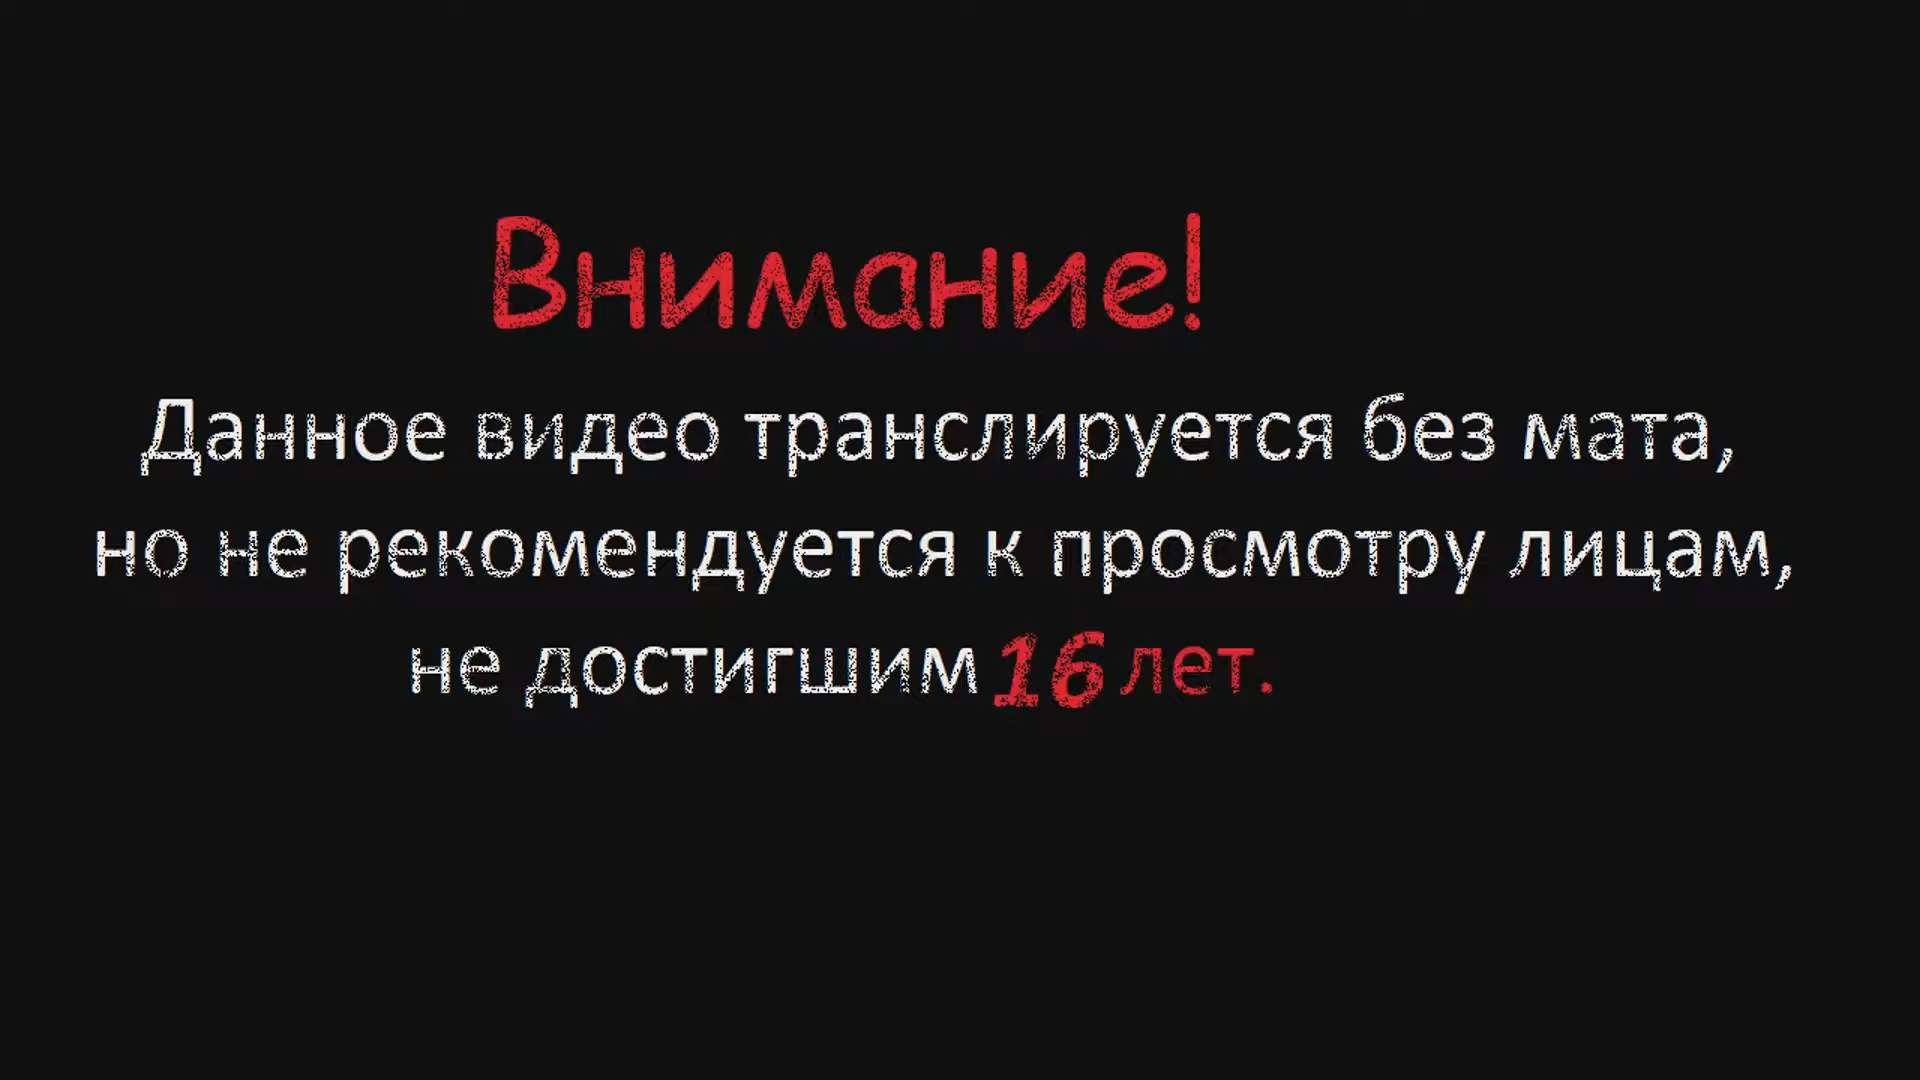 Внимание!
Данное видео транслируется без мата,
но не рекомендуется к просмотру лицам,
не достигшим 16 лет.